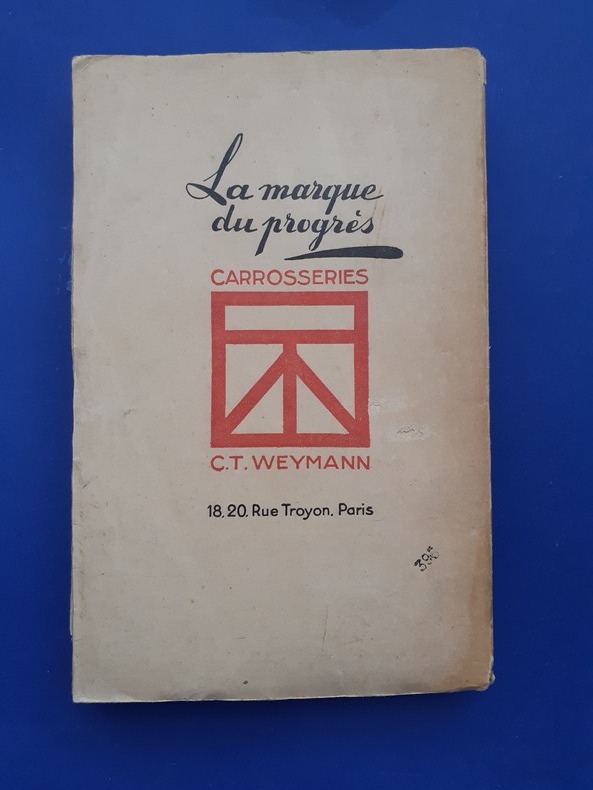 La marque
du progrès
CARROSSERIES
C.T. WEYMANN
18, 20, Rue Troyon, Paris